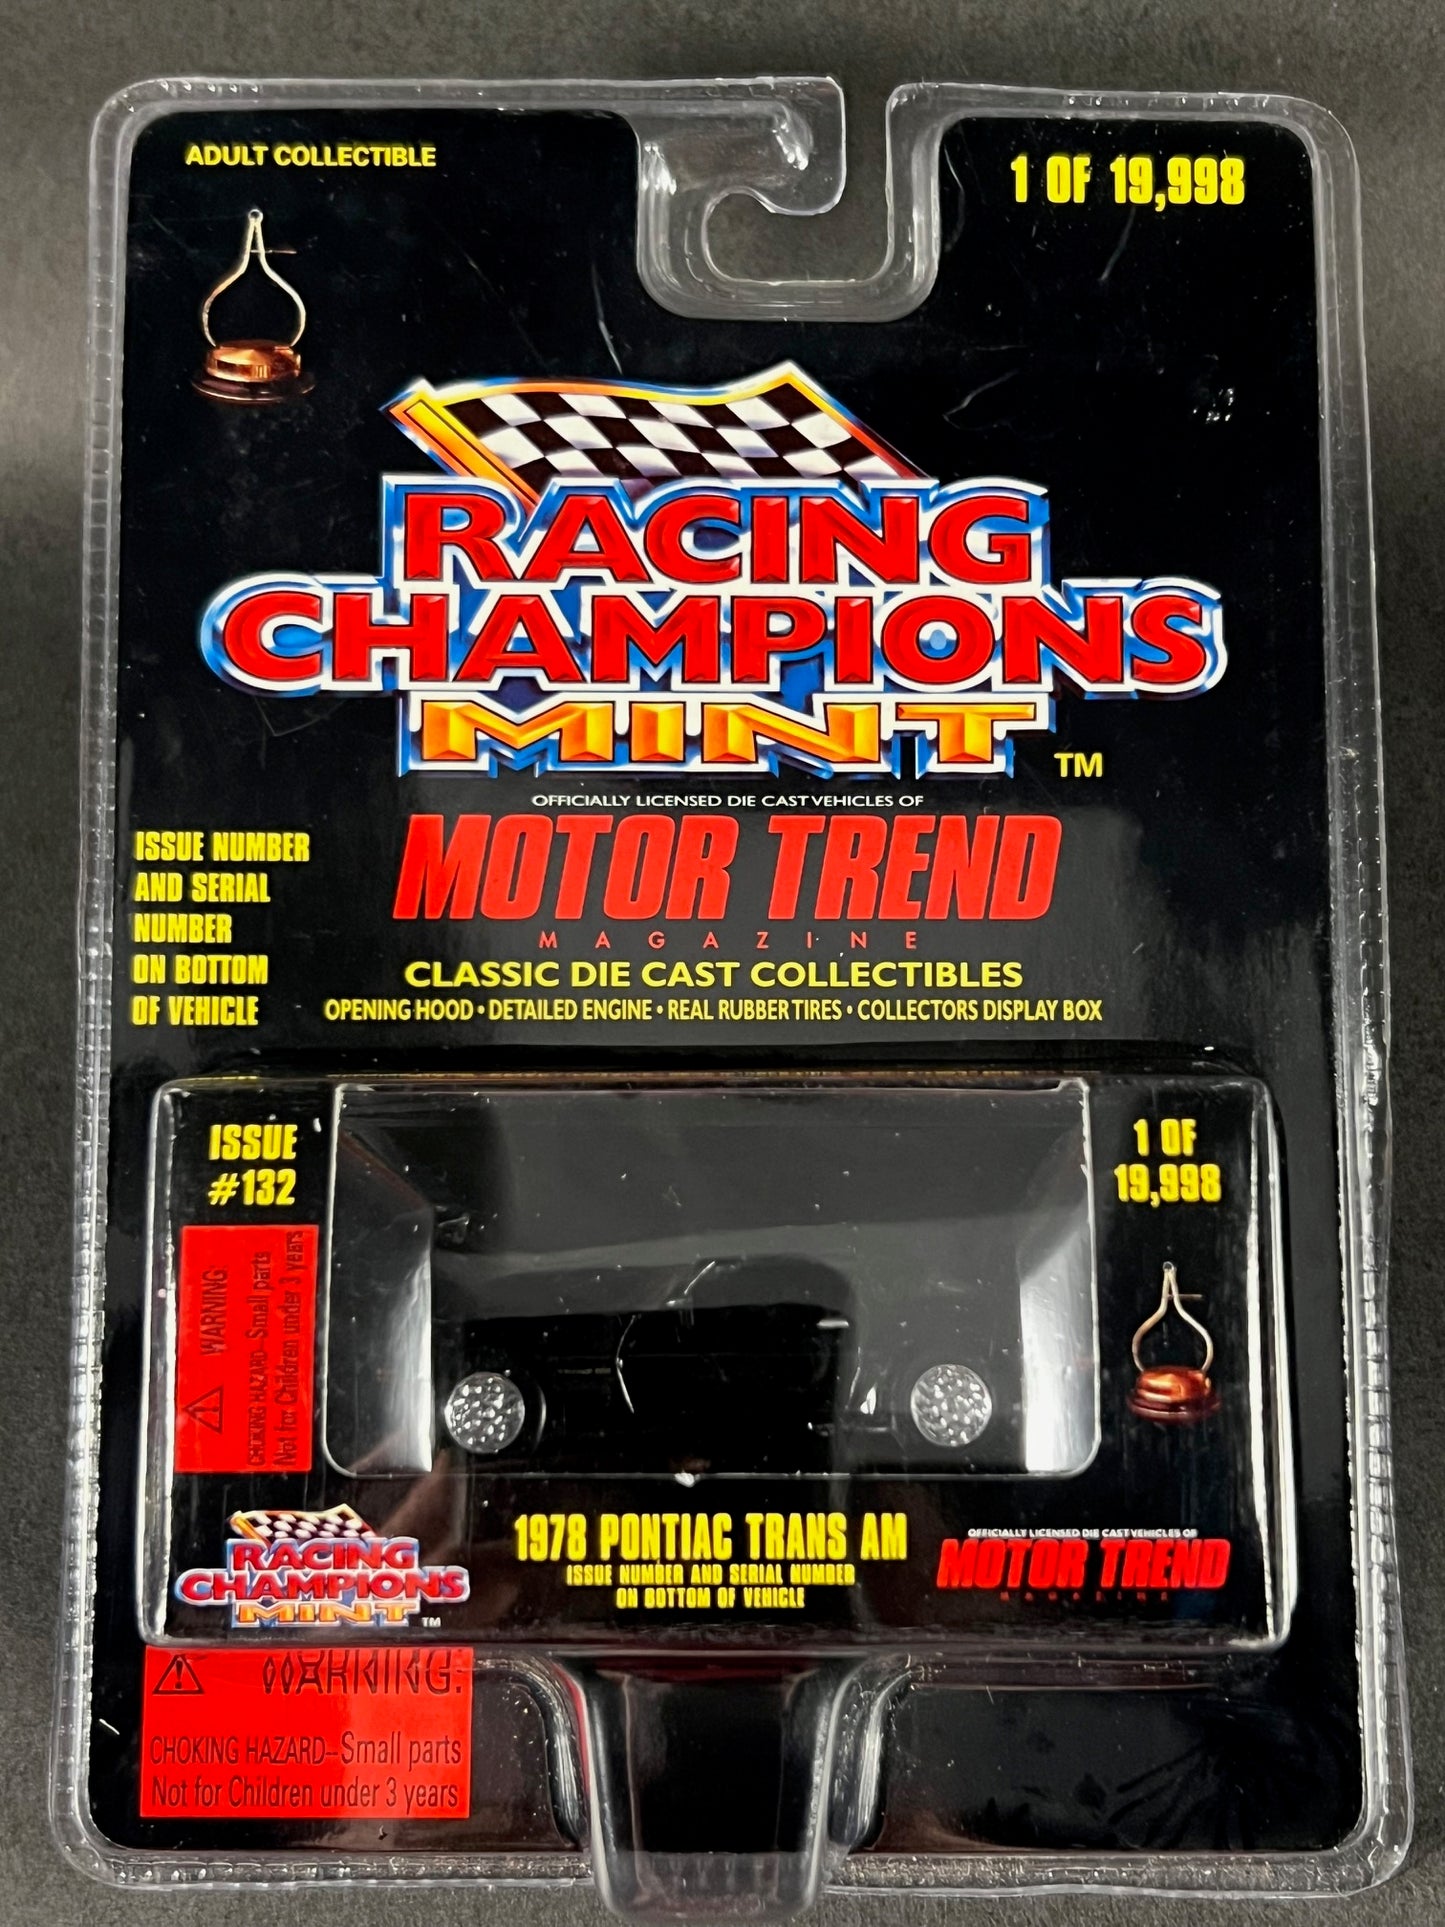 ADULT COLLECTIBLE
1 OF 19,998
RACING
CHAMPIONS
MINT TM
OFFICIALLY LICENSED DIE CAST VEHICLES OF
MOTOR TREND
MAGAZINE
ISSUE NUMBER
AND SERIAL
NUMBER
ON BOTTOM
OF VEHICLE
CLASSIC DIE CAST COLLECTIBLES
OPENING HOOD • DETAILED ENGINE • REAL RUBBER TIRES • COLLECTORS DISPLAY BOX
ISSUE
#132
1 OF
19,998
WARNING:
CHOKING HAZARD–Small parts
Not for Children under 3 years
RACING
CHAMPIONS
MINT TM
1978 PONTIAC TRANS AM
ISSUE NUMBER AND SERIAL NUMBER
ON BOTTOM OF VEHICLE
OFFICIALLY LICENSED DIE CAST VEHICLES OF
MOTOR TREND
MAGAZINE
WARNING:
CHOKING HAZARD–Small parts
Not for Children under 3 years